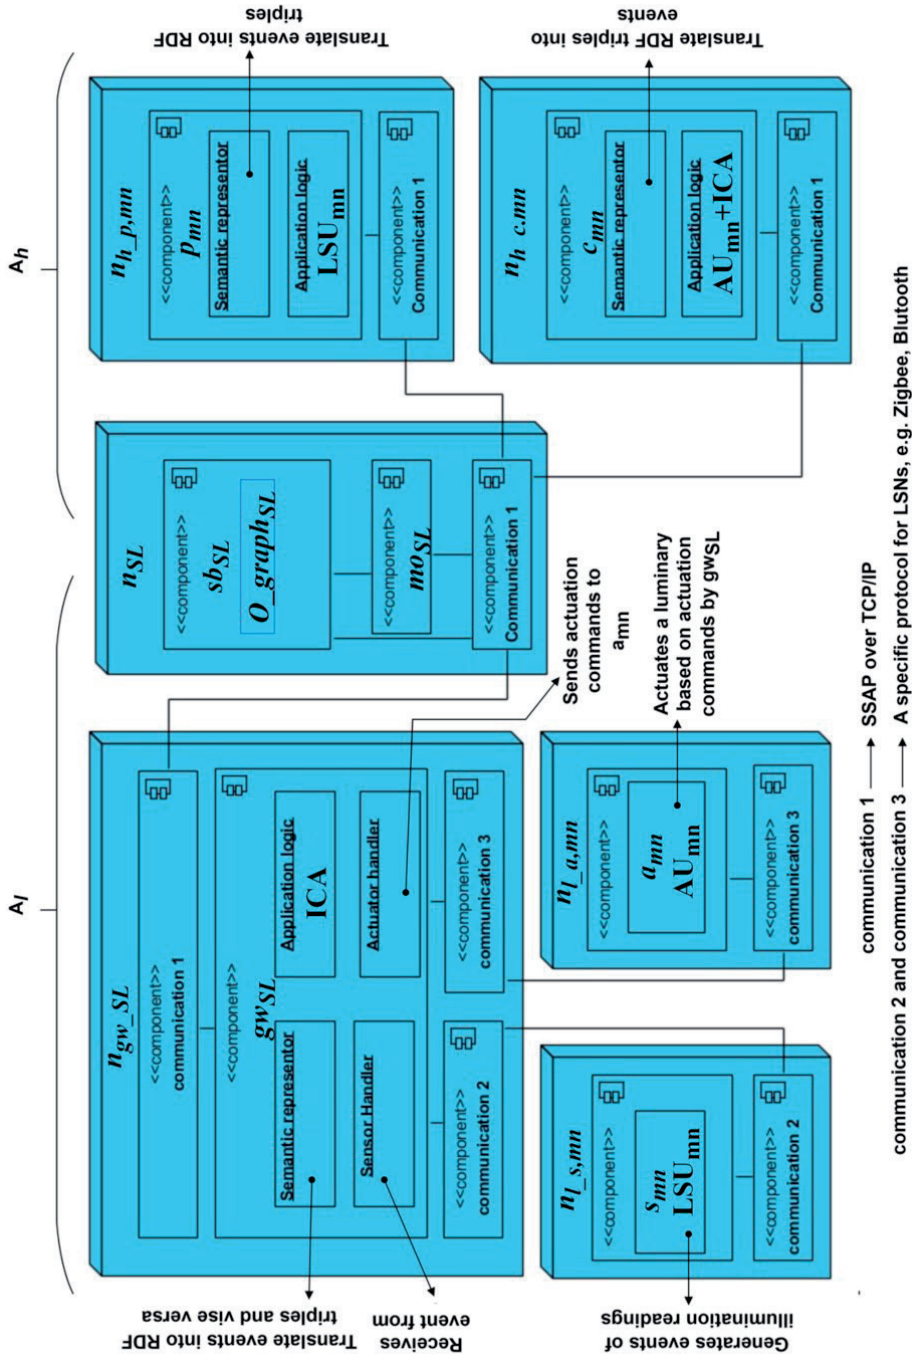 A_l
A_h
n_gw_SL
<<component>>
communication 1
<<component>>
gw_SL
Semantic representor
Application logic
ICA
Sensor Handler
Actuator handler
<<component>>
communication 2
<<component>>
communication 3
Translate events into RDF
triples and vise versa
Receives
event from
Sends actuation
commands to
a_mn
n_l_s,mn
<<component>>
s_mn
LSU_mn
<<component>>
communication 2
Generates events of
illumination readings
n_l_a,mn
<<component>>
a_mn
AU_mn
<<component>>
communication 3
Actuates a luminary
based on actuation
commands by gw_SL
n_SL
<<component>>
sb_SL
O_graph_SL
<<component>>
mo_SL
<<component>>
Communication 1
n_h_p,mn
<<component>>
p_mn
Semantic representor
Application logic
LSU_mn
<<component>>
Communication 1
Translate events into RDF
triples
n_h_c.mn
<<component>>
c_mn
Semantic representor
Application logic
AU_mn+ICA
<<component>>
Communication 1
Translate RDF triples into
events
communication 1 → SSAP over TCP/IP
communication 2 and communication 3 → A specific protocol for LSNs, e.g. Zigbee, Blutooth